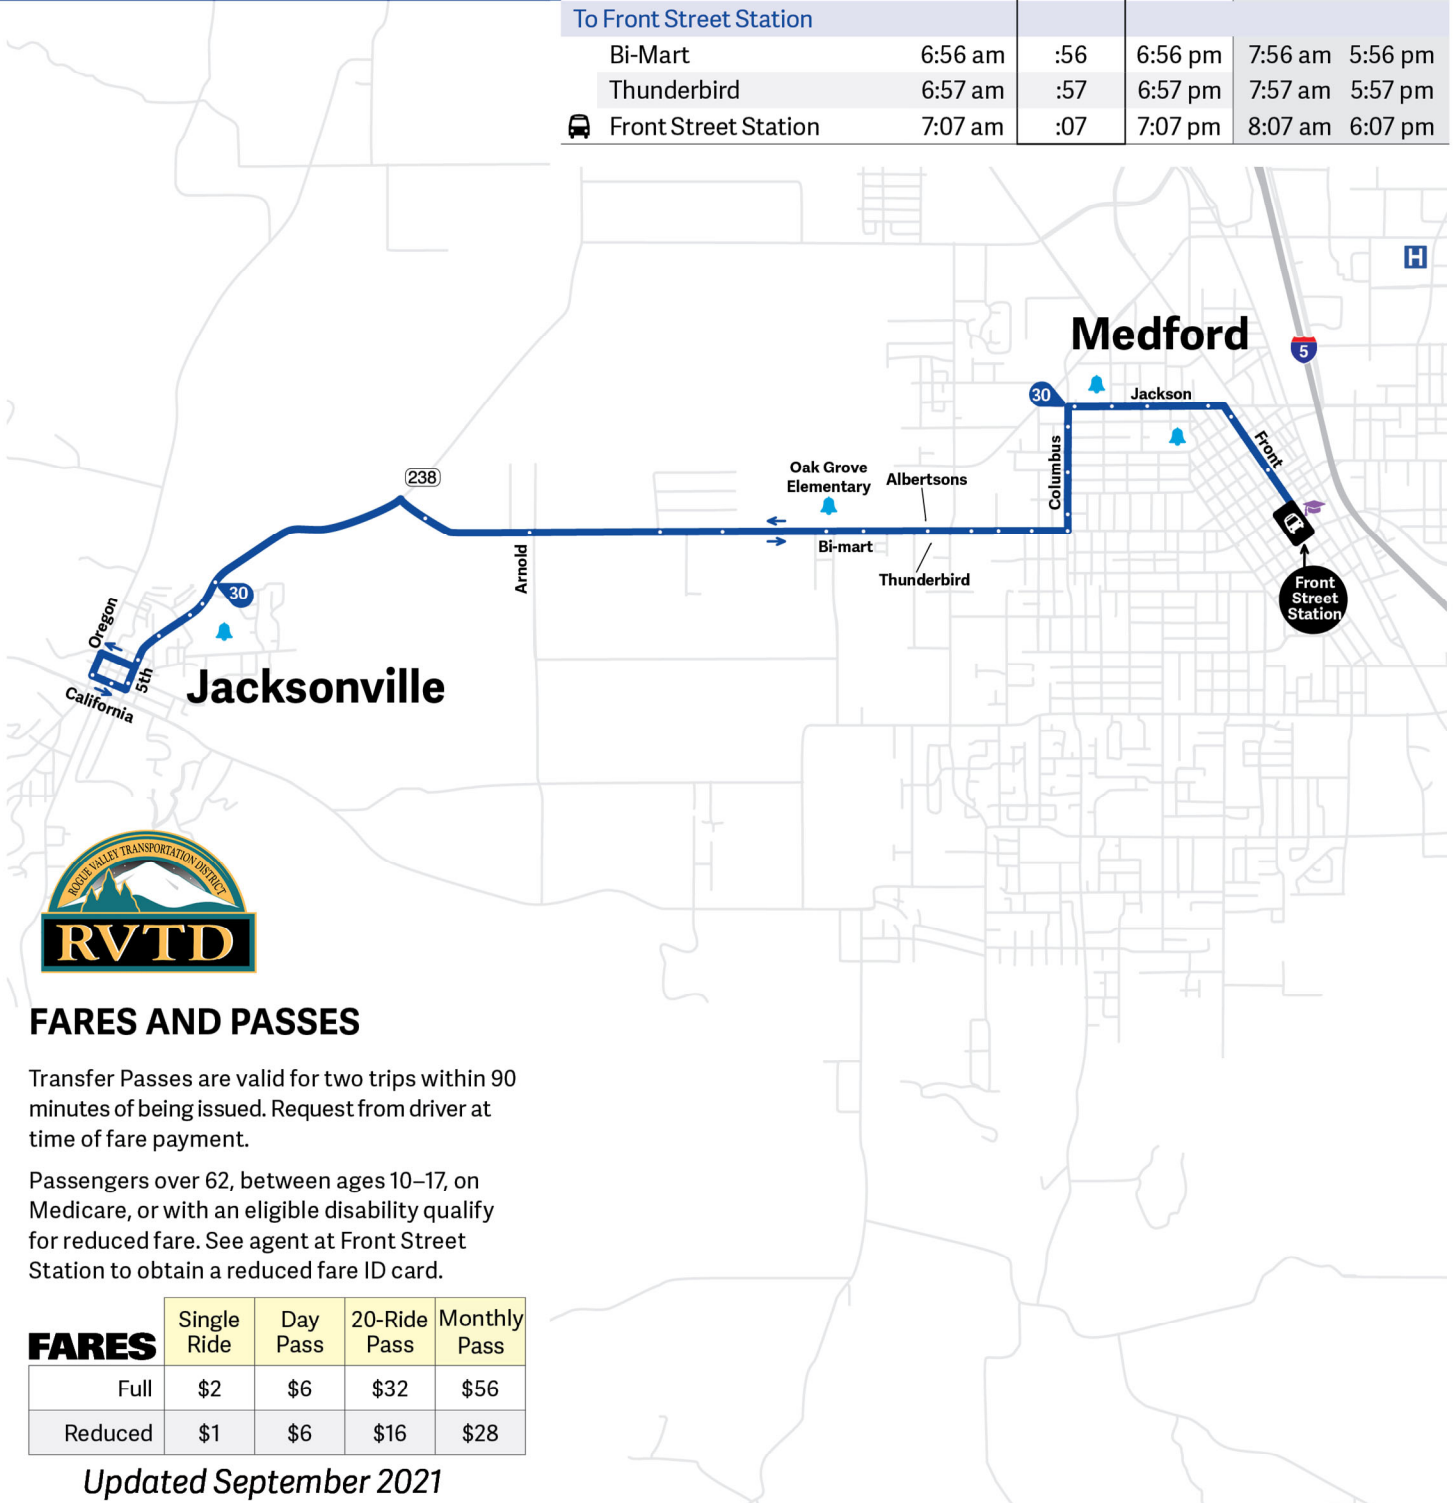 To Front Street Station
Bi-Mart 6:56 am :56 6:56 pm 7:56 am 5:56 pm
Thunderbird 6:57 am :57 6:57 pm 7:57 am 5:57 pm
Front Street Station 7:07 am :07 7:07 pm 8:07 am 6:07 pm
H
Medford
5
30
Jackson
Front
Columbus
Oak Grove
Elementary
Albertsons
238
Bi-mart
Thunderbird
Arnold
Front
Street
Station
30
Oregon
5th
California
Jacksonville
ROGUE VALLEY TRANSPORTATION DISTRICT
RVTD
FARES AND PASSES
Transfer Passes are valid for two trips within 90
minutes of being issued. Request from driver at
time of fare payment.
Passengers over 62, between ages 10–17, on
Medicare, or with an eligible disability qualify
for reduced fare. See agent at Front Street
Station to obtain a reduced fare ID card.
FARES Single Ride Day Pass 20-Ride Pass Monthly Pass
Full $2 $6 $32 $56
Reduced $1 $6 $16 $28
Updated September 2021